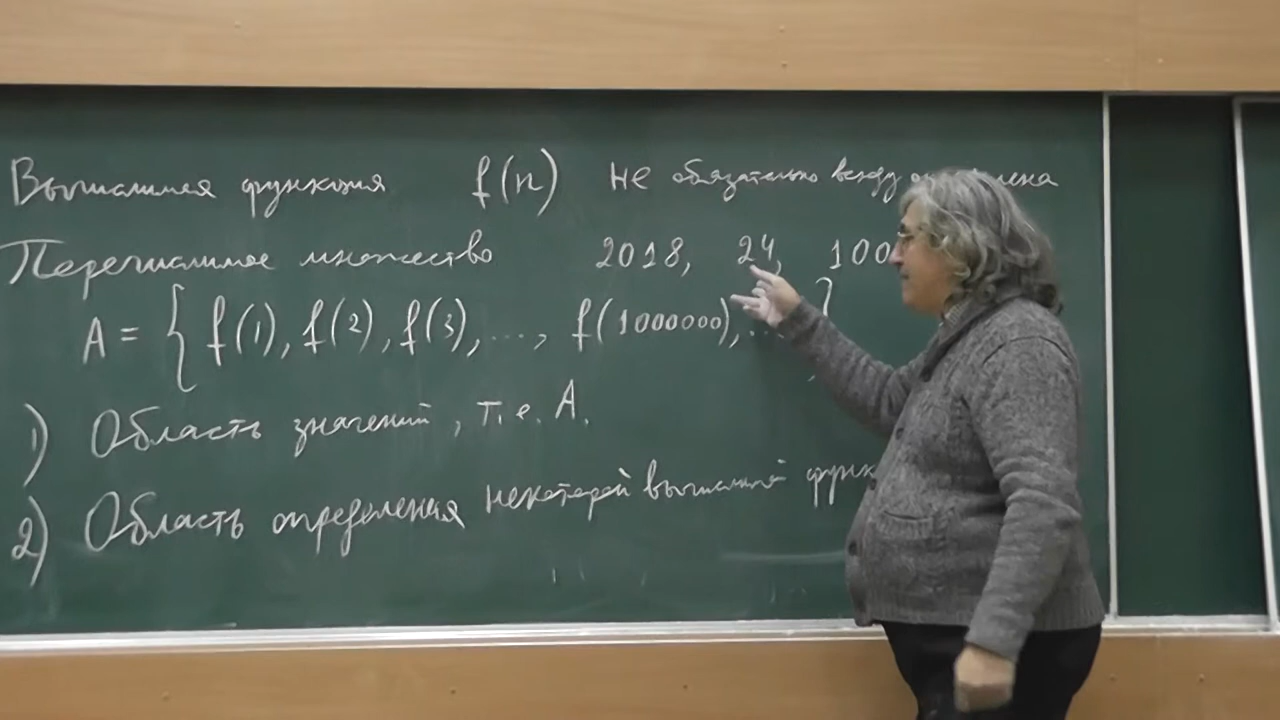 Вычислимая функция f(n) не обязательно всюду
Перечислимое множество 2018, 24, 100
A = { f(1), f(2), f(3), ..., f(1000000), ... }
1) Область значений, т.е. A.
2) Область определения некоторой вычислимой функ